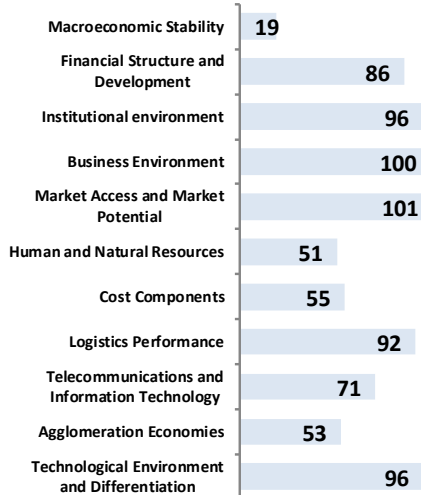 Macroeconomic Stability 19
Financial Structure and
Development 86
Institutional environment 96
Business Environment 100
Market Access and Market
Potential 101
Human and Natural Resources 51
Cost Components 55
Logistics Performance 92
Telecommunications and
Information Technology 71
Agglomeration Economies 53
Technological Environment
and Differentiation 96